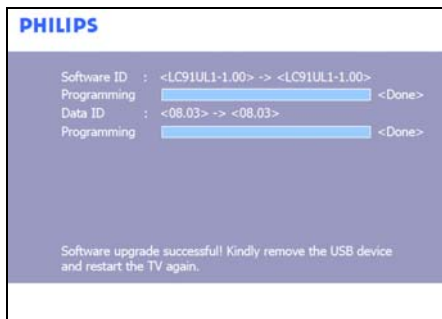 PHILIPS
Software ID : <LC91UL1-1.00> -> <LC91UL1-1.00>
Programming <Done>
Data ID : <08.03> -> <08.03>
Programming <Done>
Software upgrade successful! Kindly remove the USB device
and restart the TV again.